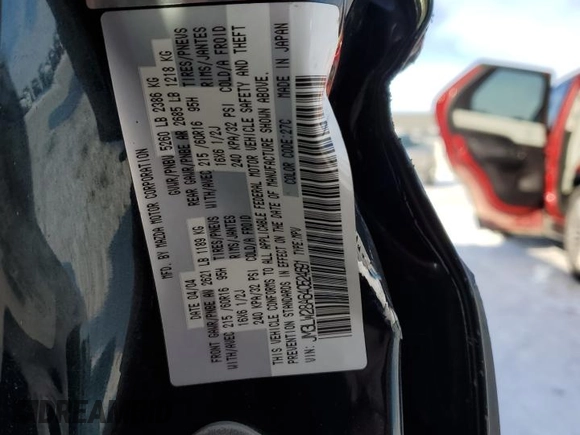 MFD. BY MAZDA MOTOR CORPORATION
DATE 04/04 GVWR/PNBV 5260 LB 2386 KG
FRONT GAWR/PNBE AV 2621 LB 1189 KG REAR GAWR/PNBE AR 2685 LB 1218 KG
WITH/AVEC 215/60R16 95H TIRES/PNEUS WITH/AVEC 215/60R16 95H TIRES/PNEUS
16X6 1/2J RIMS/JANTES 16X6 1/2J RIMS/JANTES
240 KPA/32 PSI COLD/A FROID 240 KPA/32 PSI COLD/A FROID
THIS VEHICLE CONFORMS TO ALL APPLICABLE FEDERAL MOTOR VEHICLE SAFETY AND THEFT
PREVENTION STANDARDS IN EFFECT ON THE DATE OF MANUFACTURE SHOWN ABOVE.
VIN: TYPE:MPV COLOR CODE:27C MADE IN JAPAN